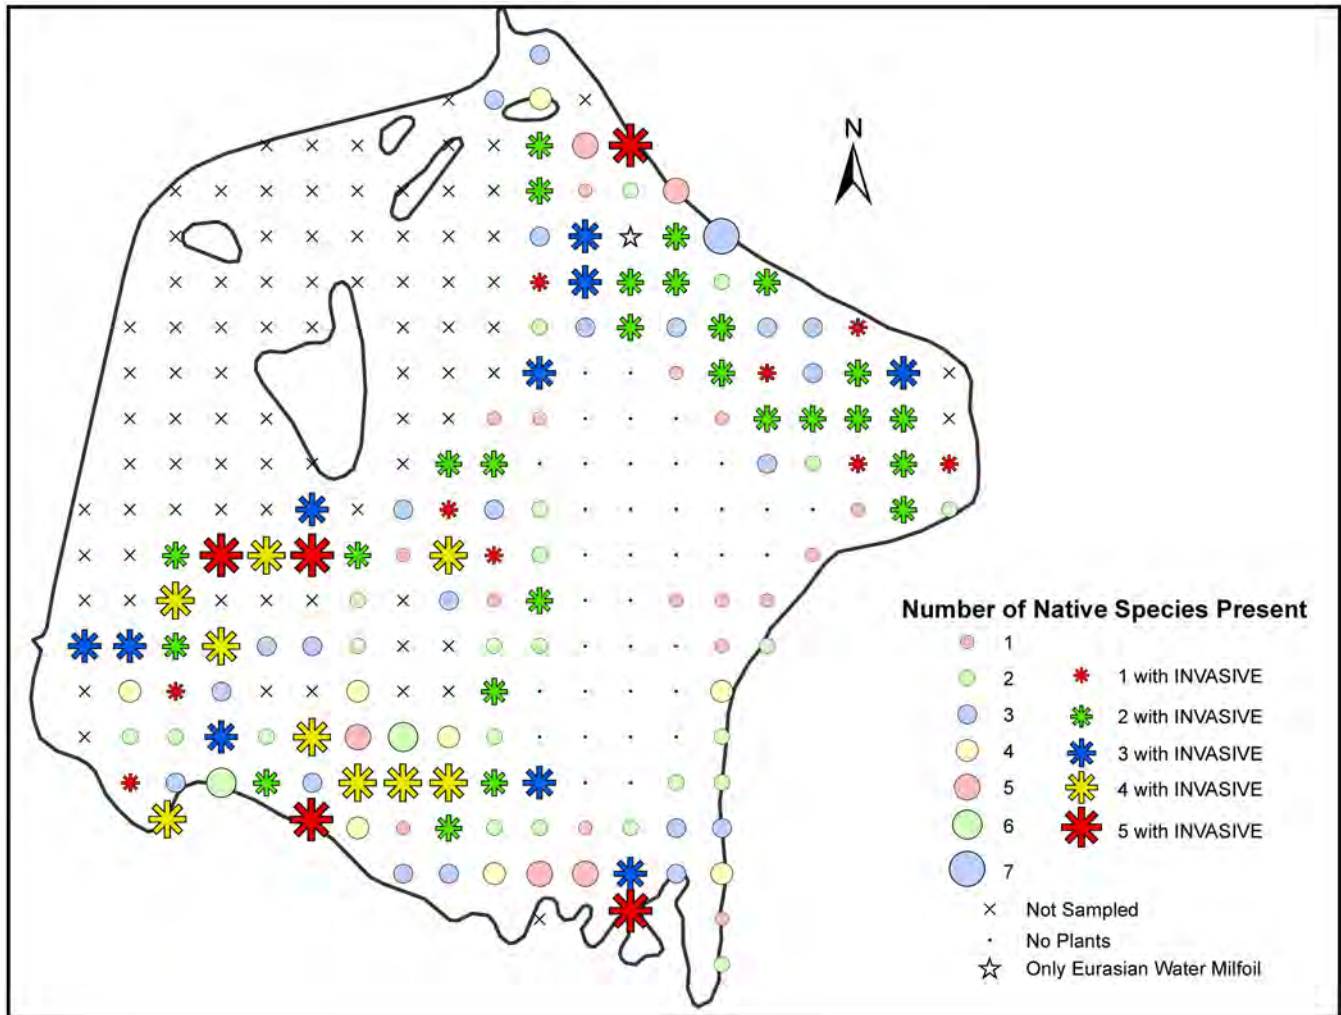 N
Number of Native Species Present
1
2
1 with INVASIVE
3
2 with INVASIVE
4
3 with INVASIVE
5
4 with INVASIVE
6
5 with INVASIVE
7
Not Sampled
No Plants
Only Eurasian Water Milfoil